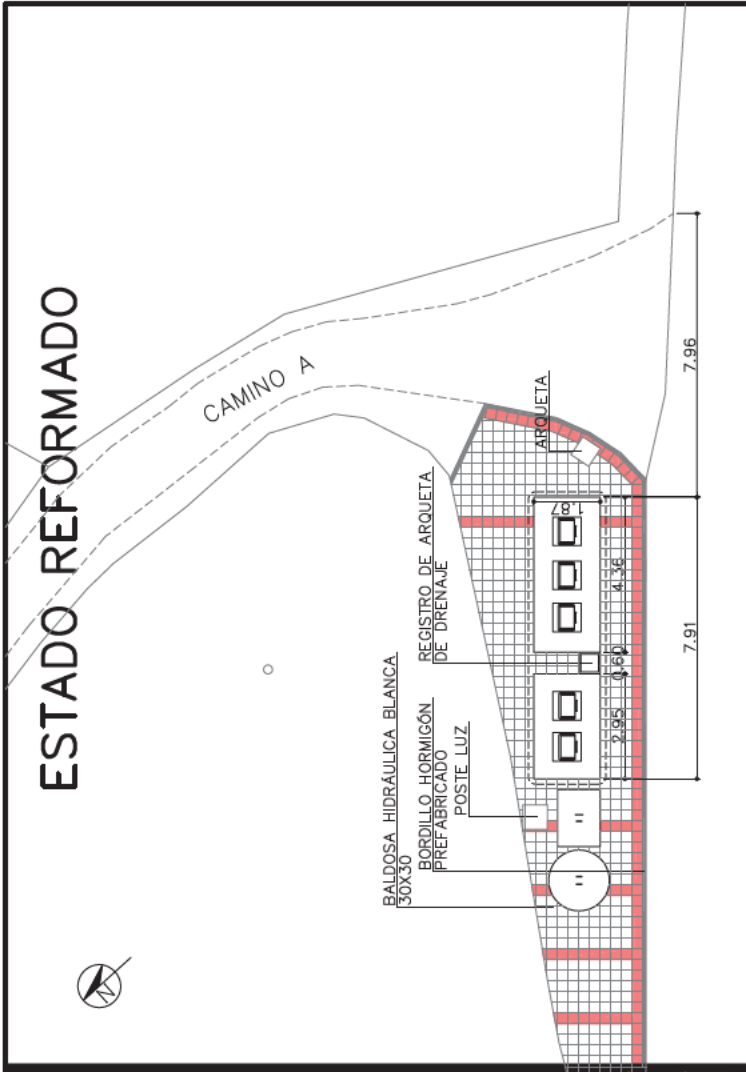 ESTADO REFORMADO
N
CAMINO A
BALDOSA HIDRÁULICA BLANCA
30X30
BORDILLO HORMIGÓN
PREFABRICADO
POSTE LUZ
REGISTRO DE ARQUETA
DE DRENAJE
ARQUETA
1.87
2.95
0.60
4.36
7.91
7.96